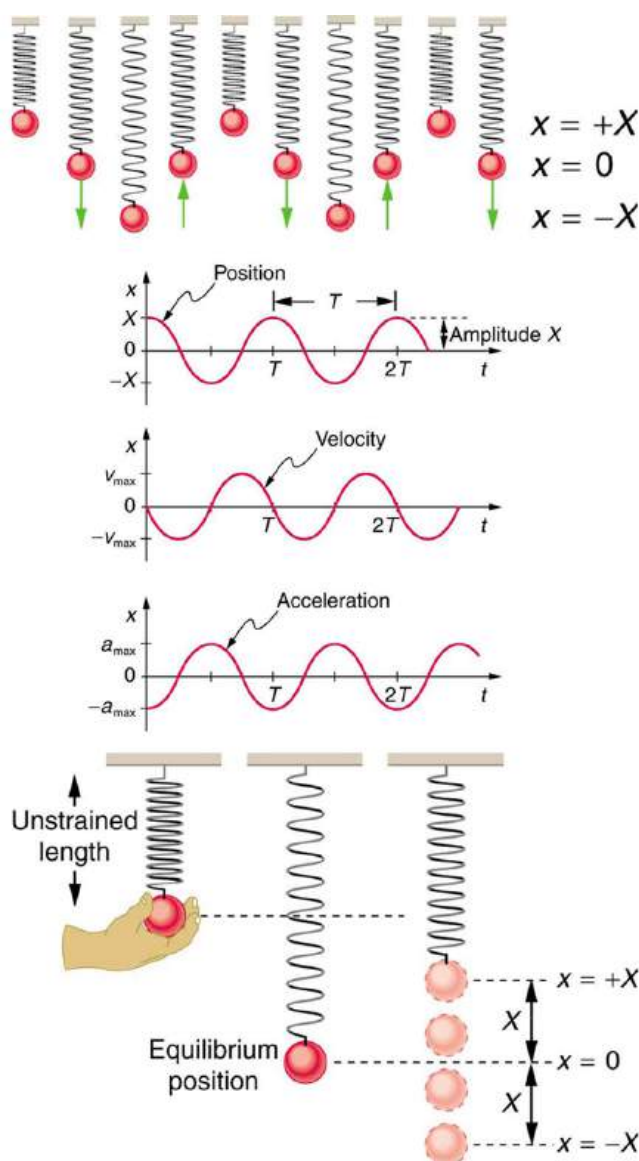 x = +X
x = 0
x = −X
x
Position
X
T
Amplitude X
0
−X
T
2T
t
x
Velocity
vmax
0
T
2T
t
−vmax
x
Acceleration
amax
0
T
2T
t
−amax
Unstrained
length
x = +X
X
Equilibrium
position
x = 0
X
x = −X